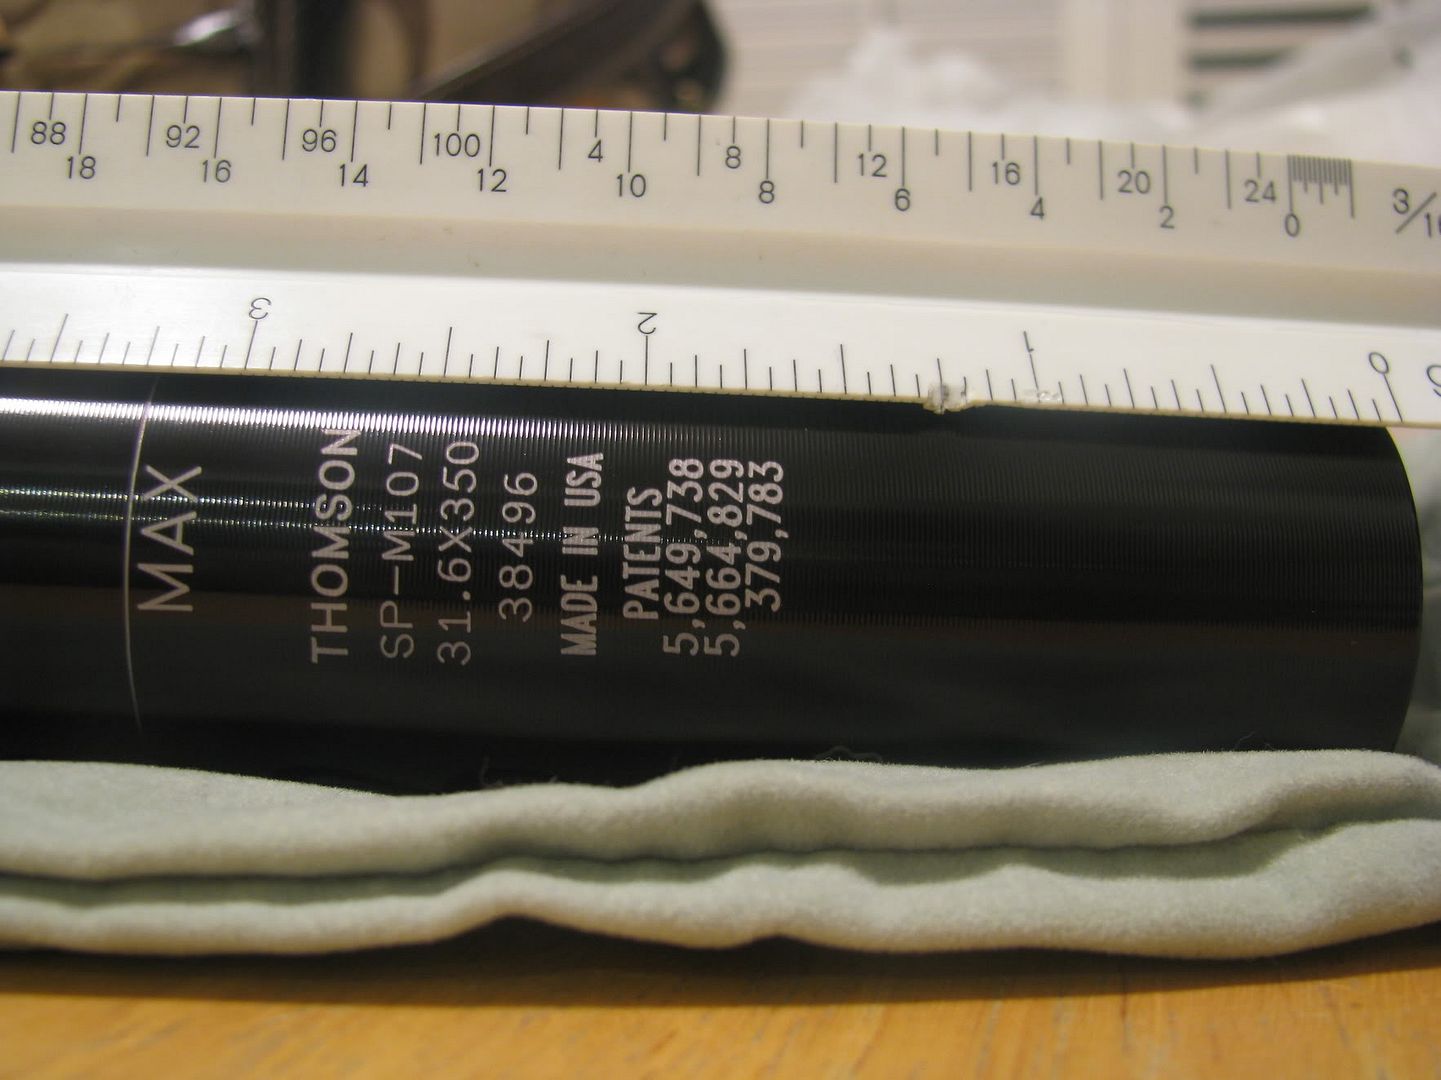 88 92 96 100 4 8 12 16 20 24
18 16 14 12 10 8 6 4 2 0
3 2 1 0
MAX
THOMSON
SP-M107
31.6X350
38496
MADE IN USA
PATENTS
5,649,738
5,664,829
379,783